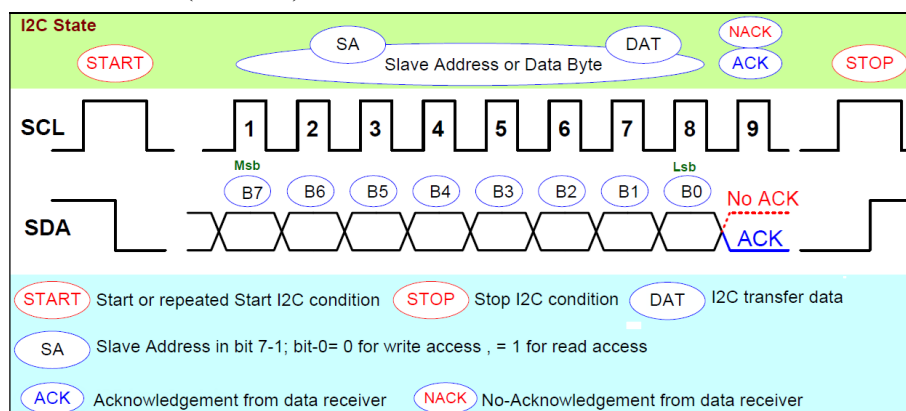 I2C State
START SA Slave Address or Data Byte DAT NACK ACK STOP
SCL 1 2 3 4 5 6 7 8 9
Msb Lsb
B7 B6 B5 B4 B3 B2 B1 B0 No ACK
SDA ACK
START Start or repeated Start I2C condition STOP Stop I2C condition DAT I2C transfer data
SA Slave Address in bit 7-1; bit-0= 0 for write access , = 1 for read access
ACK Acknowledgement from data receiver NACK No-Acknowledgement from data receiver